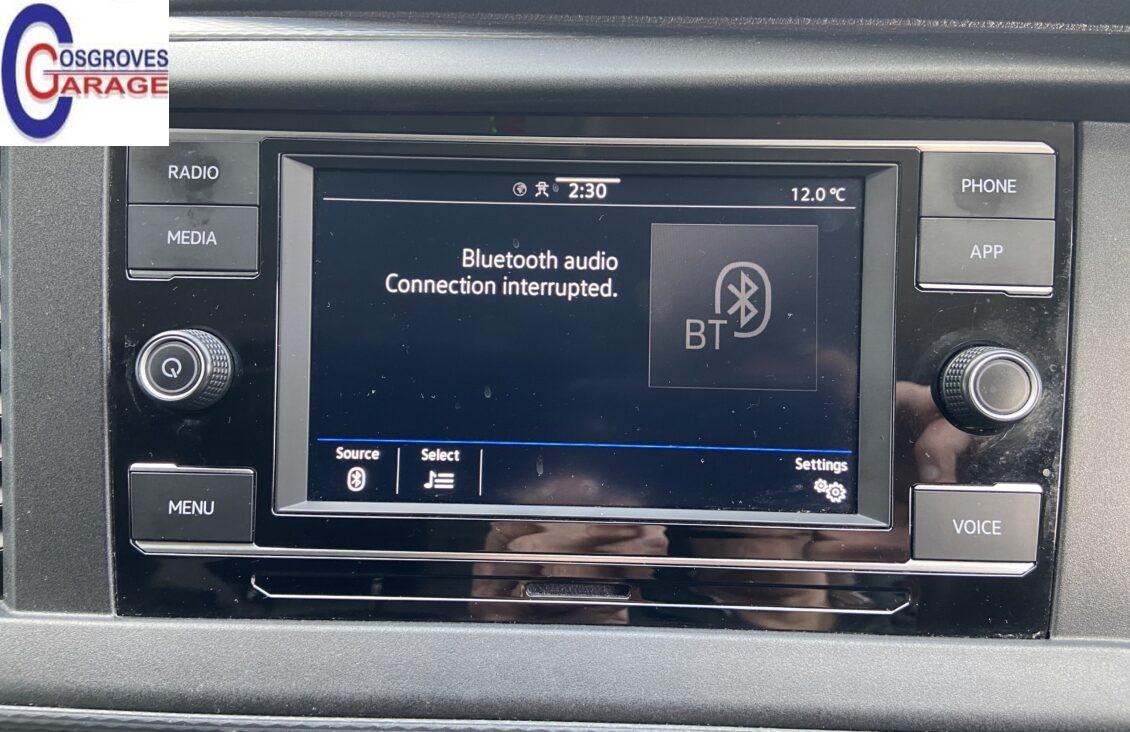 COSGROVES
GARAGE
RADIO
MEDIA
MENU
2:30
12.0 °C
Bluetooth audio
Connection interrupted.
BT
Source
Select
Settings
PHONE
APP
VOICE